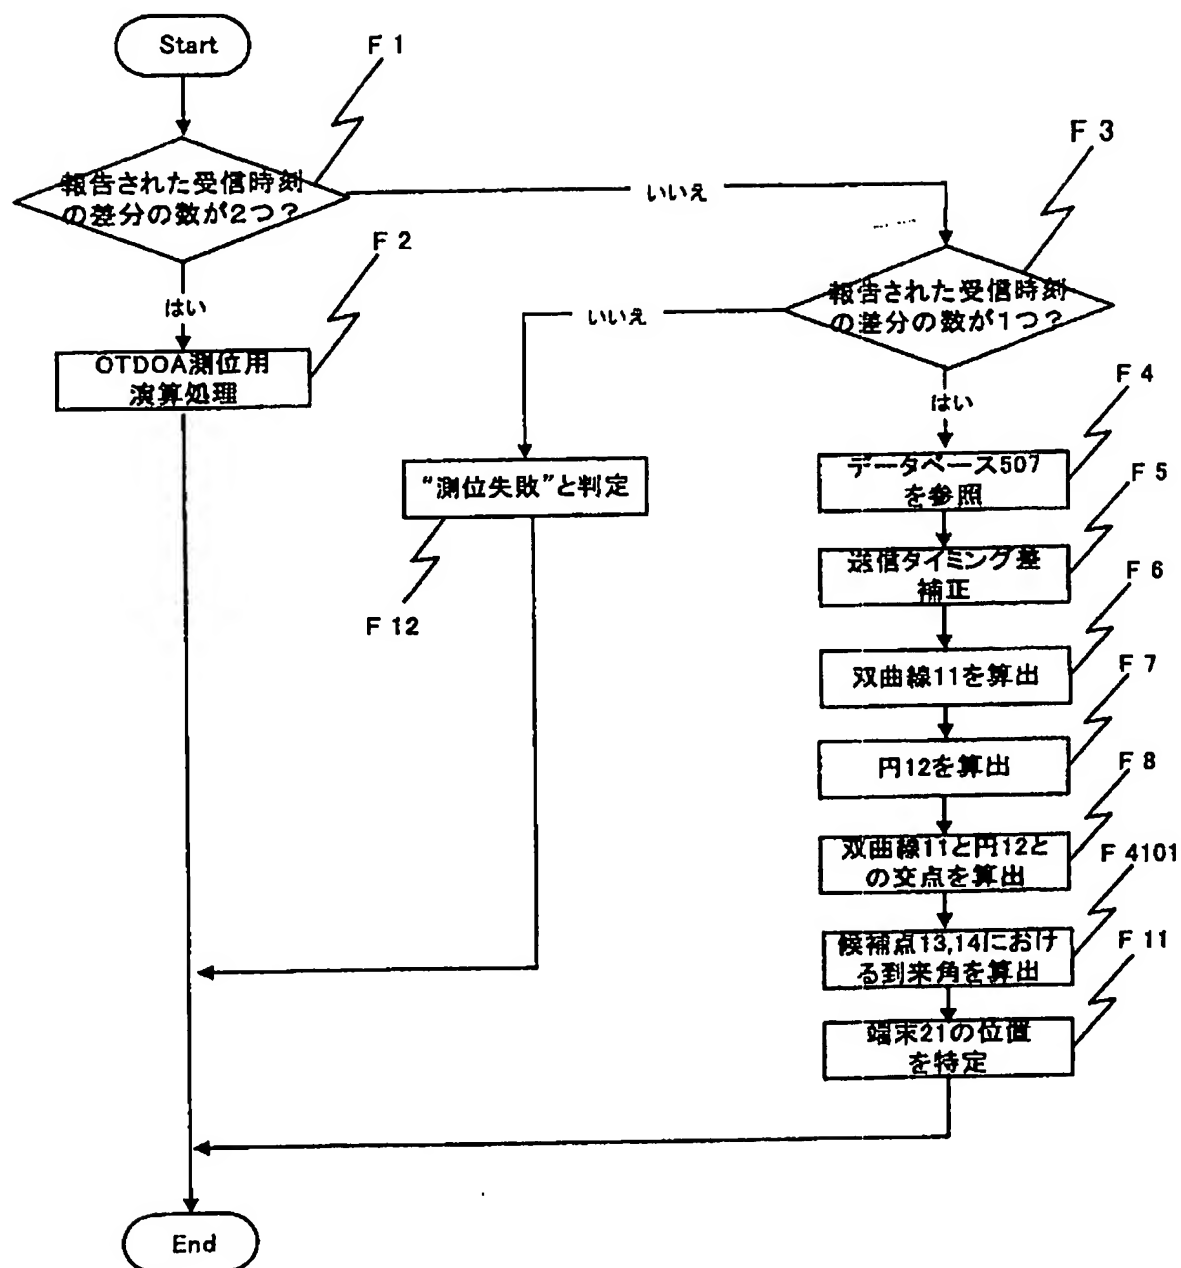 Start
F 1
報告された受信時刻
の差分の数が2つ？
いいえ
F 3
F 2
はい
報告された受信時刻
の差分の数が1つ？
いいえ
OTDOA測位用
演算処理
はい
F 4
データベース507
を参照
“測位失敗”と判定
F 12
F 5
送信タイミング差
補正
F 6
双曲線11を算出
F 7
円12を算出
F 8
双曲線11と円12と
の交点を算出
F 4101
候補点13,14におけ
る到来角を算出
F 11
端末21の位置
を特定
End